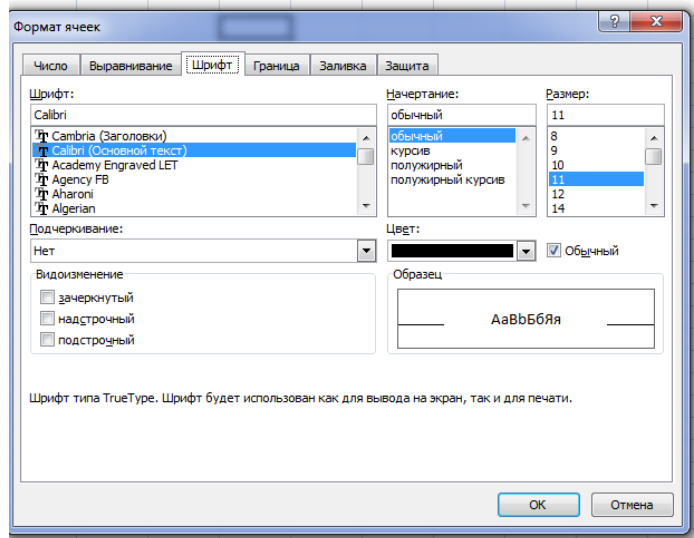 Формат ячеек
Число Выравнивание Шрифт Граница Заливка Защита
Шрифт: Начертание: Размер:
Calibri обычный 11
Cambria (Заголовки) обычный 8
Calibri (Основной текст) курсив 9
Academy Engraved LET полужирный 10
Agency FB полужирный курсив 11
Aharoni 12
Algerian 14
Подчеркивание: Цвет:
Нет Обычный
Видоизменение Образец
зачеркнутый
надстрочный АаВbБбЯя
подстрочный
Шрифт типа TrueType. Шрифт будет использован как для вывода на экран, так и для печати.
ОК Отмена